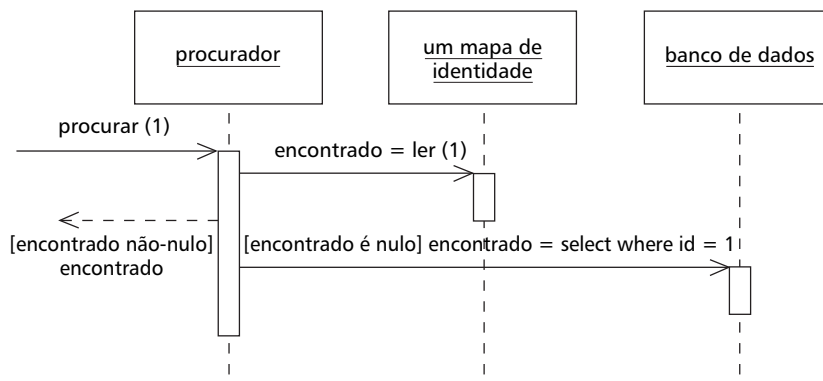 procurador
um mapa de
identidade
banco de dados
procurar (1)
encontrado = ler (1)
[encontrado não-nulo]
encontrado
[encontrado é nulo] encontrado = select where id = 1